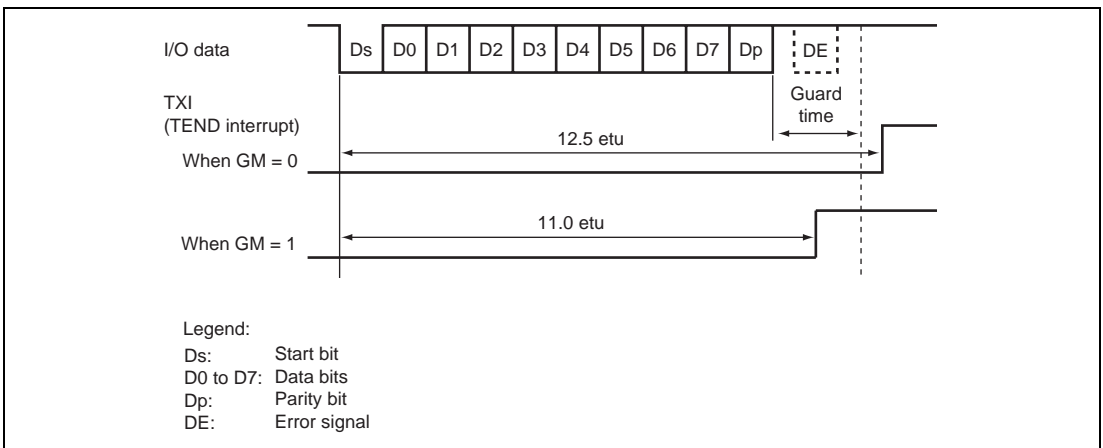 I/O data Ds D0 D1 D2 D3 D4 D5 D6 D7 Dp DE
Guard
time
TXI
(TEND interrupt)
12.5 etu
When GM = 0
11.0 etu
When GM = 1
Legend:
Ds: Start bit
D0 to D7: Data bits
Dp: Parity bit
DE: Error signal